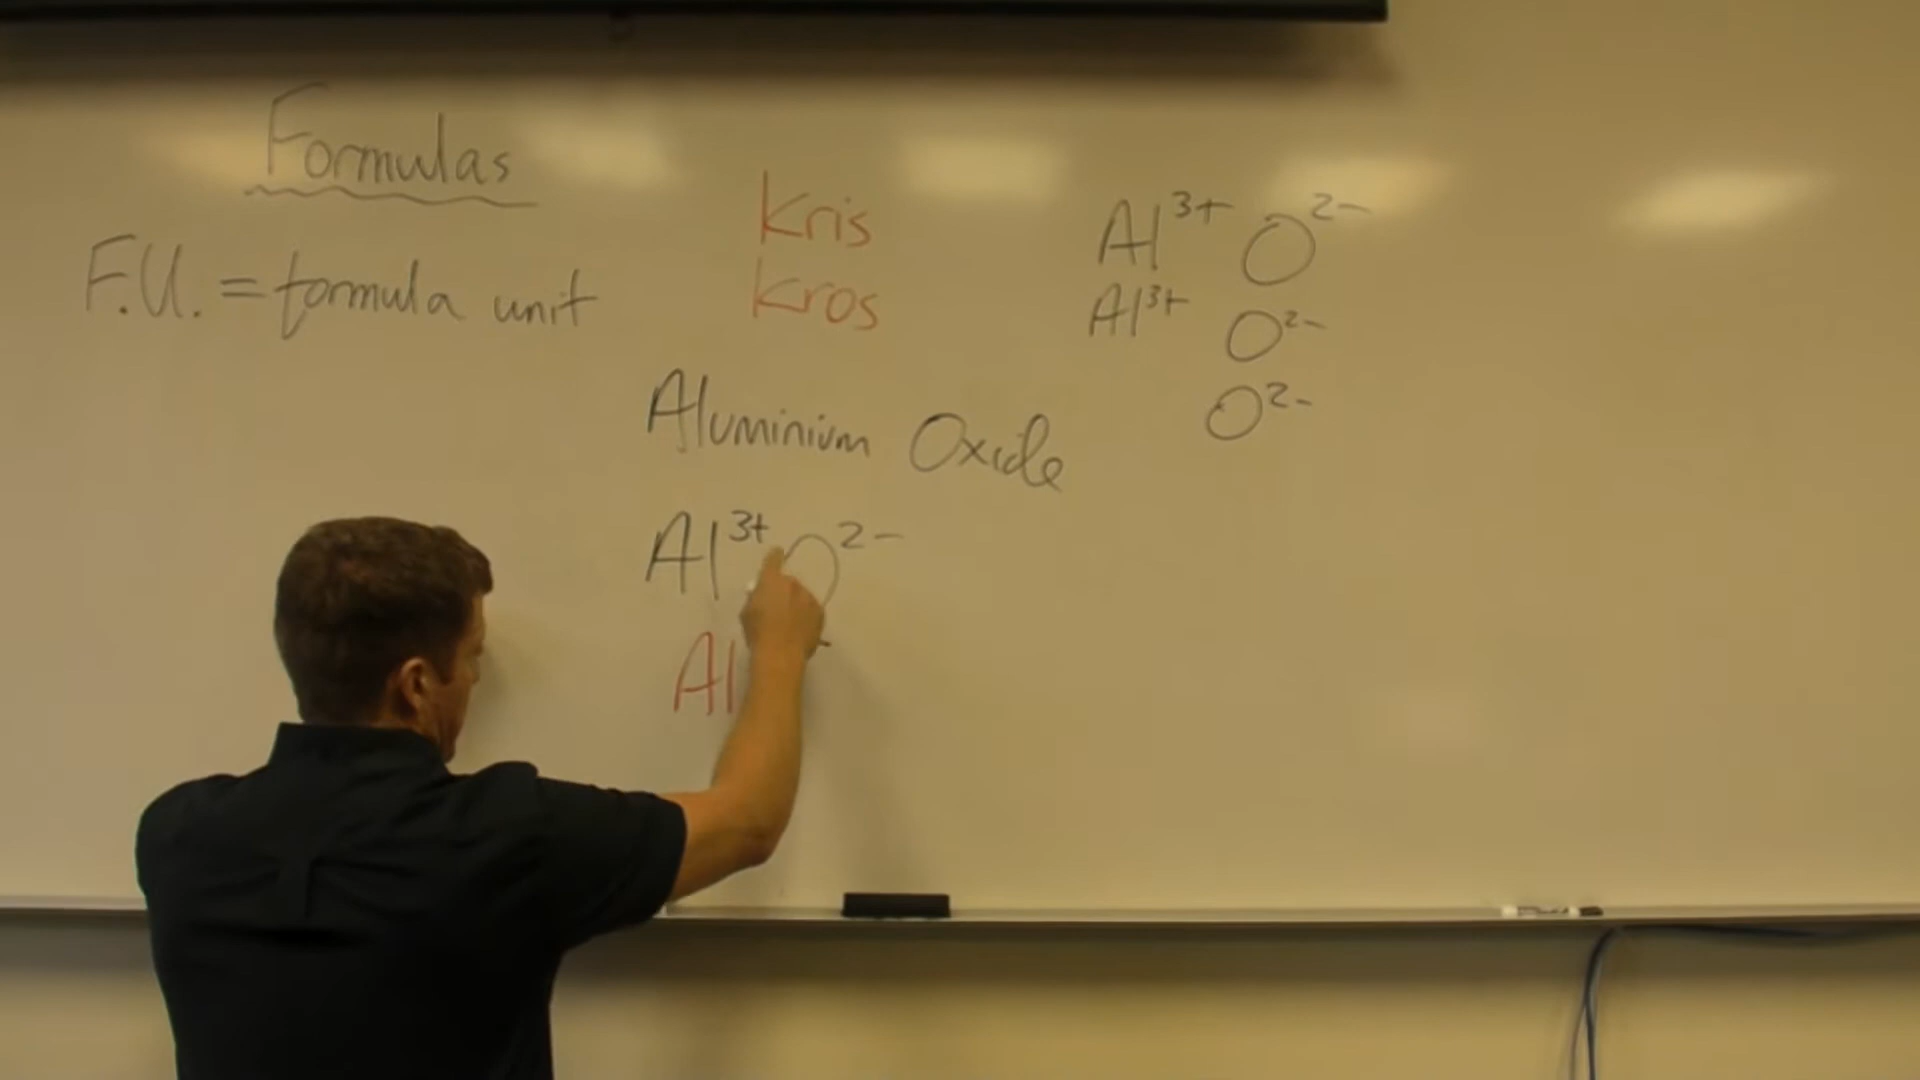 Formulas
F.U. = formula unit
Kris
Kros
Al³⁺ O²⁻
Al³⁺ O²⁻
O²⁻
Aluminium Oxide
Al³⁺ O²⁻
Al